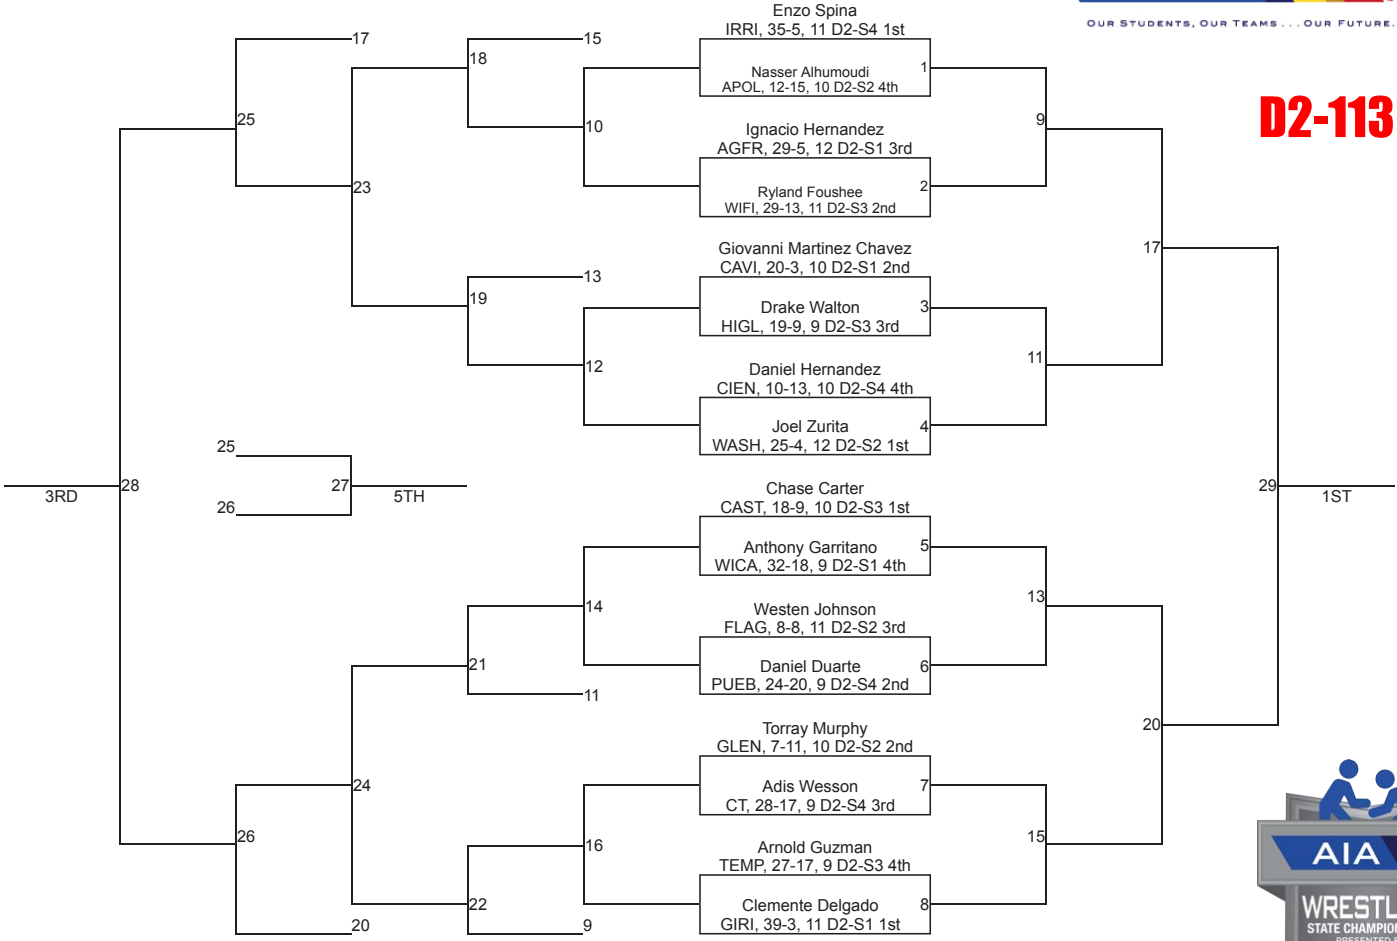 OUR STUDENTS, OUR TEAMS . . . OUR FUTURE.
D2-113
Enzo Spina
IRRI, 35-5, 11 D2-S4 1st
Nasser Alhumoudi
APOL, 12-15, 10 D2-S2 4th
1
Ignacio Hernandez
AGFR, 29-5, 12 D2-S1 3rd
Ryland Foushee
WIFI, 29-13, 11 D2-S3 2nd
2
Giovanni Martinez Chavez
CAVI, 20-3, 10 D2-S1 2nd
Drake Walton
HIGL, 19-9, 9 D2-S3 3rd
3
Daniel Hernandez
CIEN, 10-13, 10 D2-S4 4th
Joel Zurita
WASH, 25-4, 12 D2-S2 1st
4
Chase Carter
CAST, 18-9, 10 D2-S3 1st
Anthony Garritano
WICA, 32-18, 9 D2-S1 4th
5
Westen Johnson
FLAG, 8-8, 11 D2-S2 3rd
Daniel Duarte
PUEB, 24-20, 9 D2-S4 2nd
6
Torray Murphy
GLEN, 7-11, 10 D2-S2 2nd
Adis Wesson
CT, 28-17, 9 D2-S4 3rd
7
Arnold Guzman
TEMP, 27-17, 9 D2-S3 4th
Clemente Delgado
GIRI, 39-3, 11 D2-S1 1st
8
9
11
13
15
17
20
29
1ST
17
15
18
10
25
23
13
19
12
25
26
27
5TH
28
3RD
14
21
11
24
16
26
22
20
9
AIA
WRESTL
STATE CHAMPION
PRESENTED